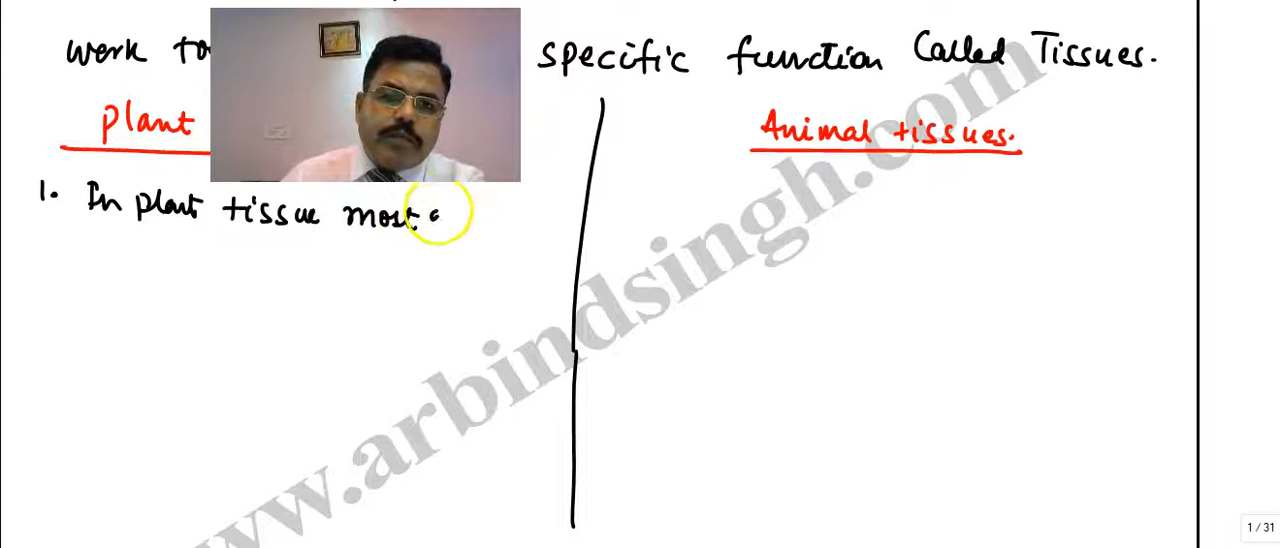 work to specific function Called Tissues.
Plant
Animal tissues.
1. In plant tissue most
www.arbindsingh.com
1 / 31